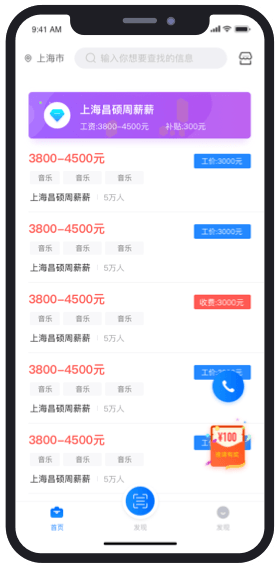 9:41 AM
上海市
输入你想要查找的信息
上海昌硕周薪薪
工资:3800-4500元 补贴:300元
3800-4500元
工价:3000元
音乐 音乐 音乐
上海昌硕周薪薪 5万人
3800-4500元
工价:3000元
音乐 音乐 音乐
上海昌硕周薪薪 5万人
3800-4500元
收费:3000元
音乐 音乐 音乐
上海昌硕周薪薪 5万人
3800-4500元
音乐 音乐 音乐
上海昌硕周薪薪 5万人
¥100
3800-4500元
音乐 音乐 音乐
上海昌硕周薪薪 5万人
首页 发现 发现